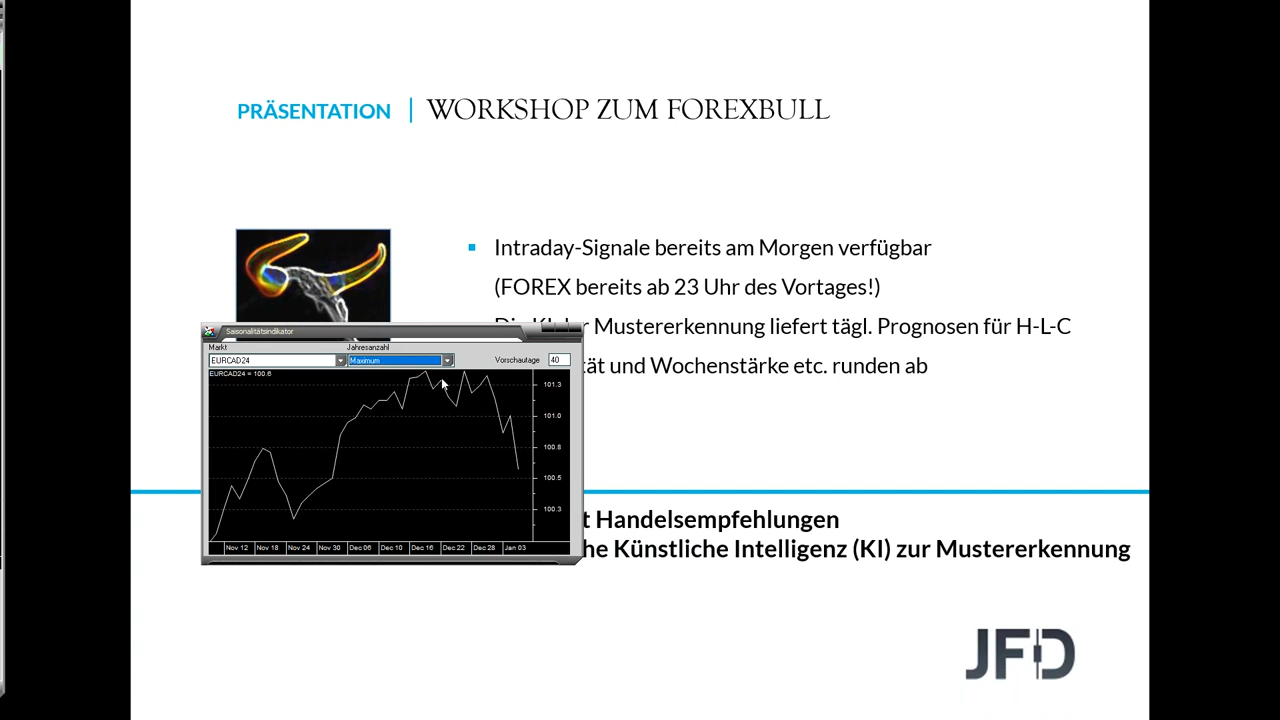 PRÄSENTATION | WORKSHOP ZUM FOREXBULL
Intraday-Signale bereits am Morgen verfügbar
(FOREX bereits ab 23 Uhr des Vortages!)
Mustererkennung liefert tägl. Prognosen für H-L-C
und Wochenstärke etc. runden ab
Saisonalitätsindikator
Markt Jahresanzahl
EURCAD24 Maximum Vorschautage 40
EURCAD24 = 100.6
101.3
101.0
100.8
100.5
100.3
Nov 12 Nov 18 Nov 24 Nov 30 Dec 06 Dec 10 Dec 16 Dec 22 Dec 28 Jan 03
Handelsempfehlungen
Künstliche Intelligenz (KI) zur Mustererkennung
JFD